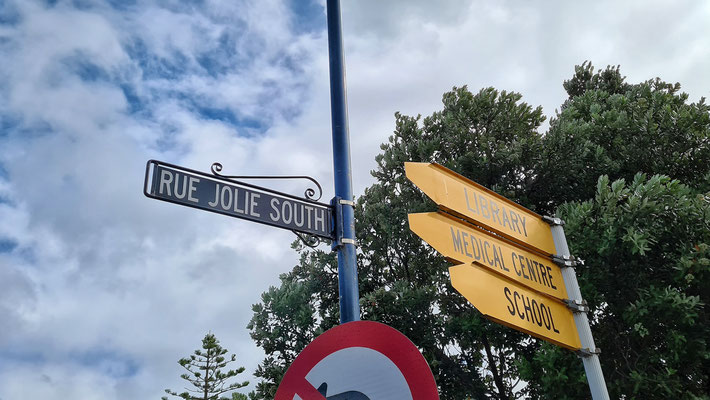 RUE JOLIE SOUTH
LIBRARY
MEDICAL CENTRE
SCHOOL